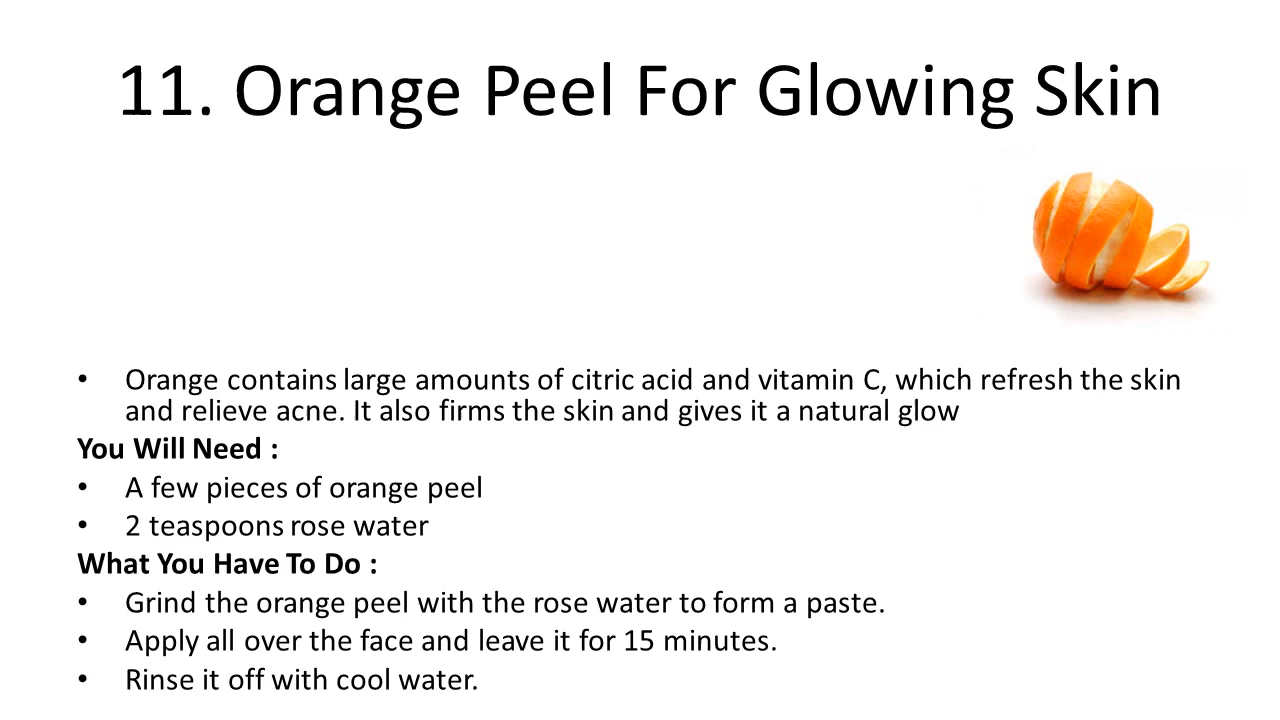 11. Orange Peel For Glowing Skin
• Orange contains large amounts of citric acid and vitamin C, which refresh the skin
and relieve acne. It also firms the skin and gives it a natural glow
You Will Need :
• A few pieces of orange peel
• 2 teaspoons rose water
What You Have To Do :
• Grind the orange peel with the rose water to form a paste.
• Apply all over the face and leave it for 15 minutes.
• Rinse it off with cool water.